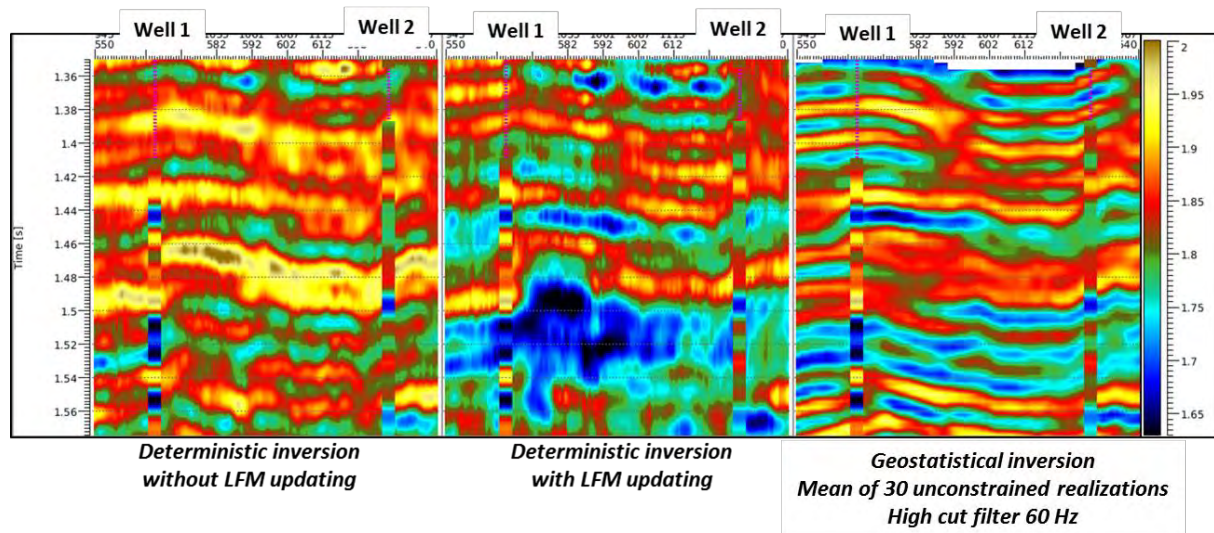 Well 1
Well 2
Well 1
Well 2
Well 1
Well 2
550 582 592 602 612
550 592 602 612
550 592 602 612 640
Time [s]
1.36
1.38
1.4
1.42
1.44
1.46
1.48
1.5
1.52
1.54
1.56
2
1.95
1.9
1.85
1.8
1.75
1.7
1.65
Deterministic inversion
without LFM updating
Deterministic inversion
with LFM updating
Geostatistical inversion
Mean of 30 unconstrained realizations
High cut filter 60 Hz